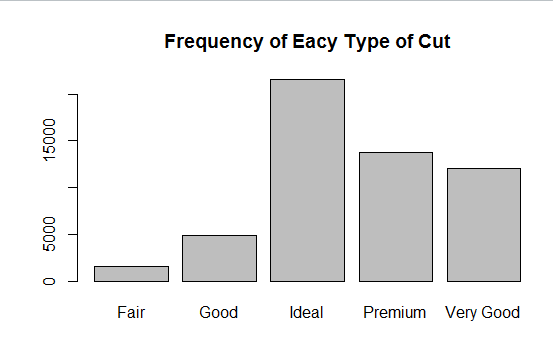 Frequency of Eacy Type of Cut
15000
5000
0
Fair Good Ideal Premium Very Good